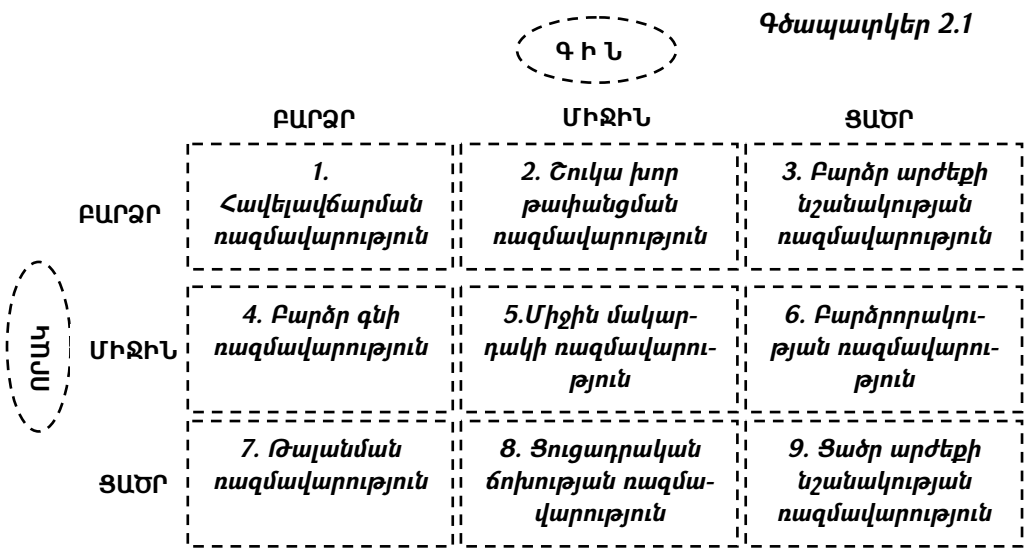 Գծապատկեր 2.1
Գ Ի Ն
ԲԱՐՁՐ ՄԻՋԻՆ ՑԱԾՐ
ԲԱՐՁՐ
1.
Հավելավճարման
ռազմավարություն
2. Շուկա խոր
թափանցման
ռազմավարություն
3. Բարձր արժեքի
նշանակության
ռազմավարություն
ՈՐԱԿ
ՄԻՋԻՆ
4. Բարձր գնի
ռազմավարություն
5.Միջին մակար-
դակի ռազմավարու-
թյուն
6. Բարձրորակու-
թյան ռազմավարու-
թյուն
ՑԱԾՐ
7. Թալանման
ռազմավարություն
8. Ցուցադրական
ճոխության ռազմա-
վարություն
9. Ցածր արժեքի
նշանակության
ռազմավարություն